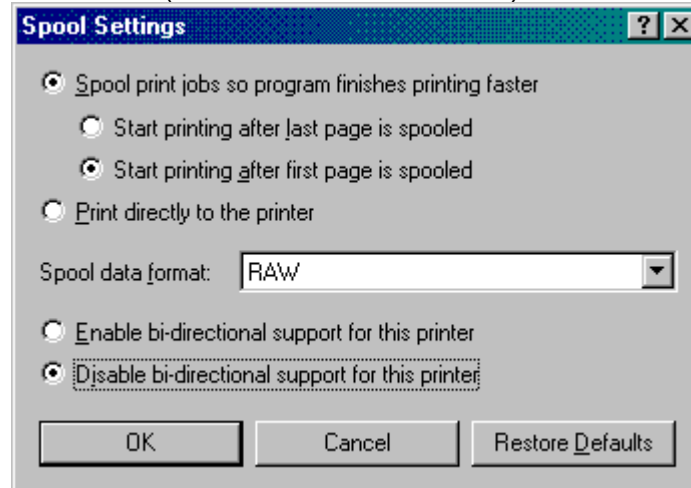 Spool Settings
Spool print jobs so program finishes printing faster
Start printing after last page is spooled
Start printing after first page is spooled
Print directly to the printer
Spool data format: RAW
Enable bi-directional support for this printer
Disable bi-directional support for this printer
OK Cancel Restore Defaults